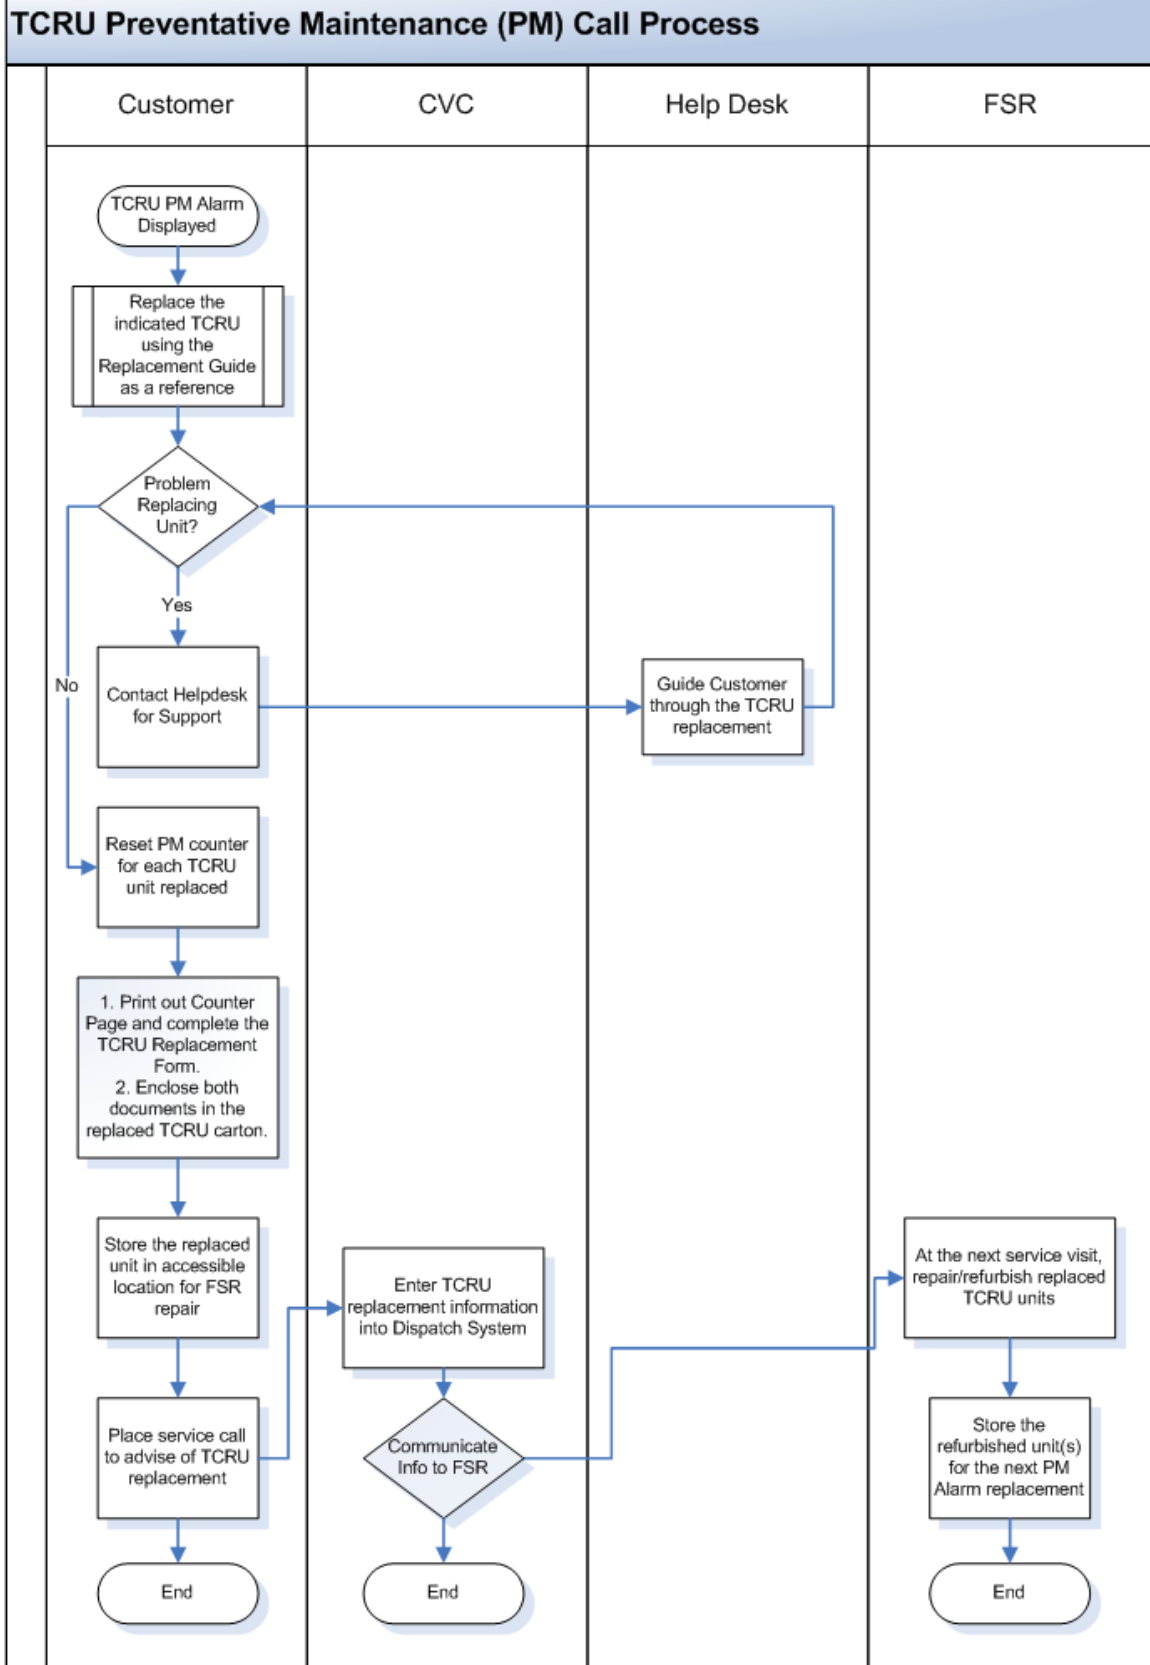 TCRU Preventative Maintenance (PM) Call Process
Customer
CVC
Help Desk
FSR
TCRU PM Alarm
Displayed
Replace the
indicated TCRU
using the
Replacement Guide
as a reference
Problem
Replacing
Unit?
Yes
No
Contact Helpdesk
for Support
Guide Customer
through the TCRU
replacement
Reset PM counter
for each TCRU
unit replaced
1. Print out Counter
Page and complete the
TCRU Replacement
Form.
2. Enclose both
documents in the
replaced TCRU carton.
Store the replaced
unit in accessible
location for FSR
repair
Enter TCRU
replacement information
into Dispatch System
At the next service visit,
repair/refurbish replaced
TCRU units
Place service call
to advise of TCRU
replacement
Communicate
Info to FSR
Store the
refurbished unit(s)
for the next PM
Alarm replacement
End
End
End